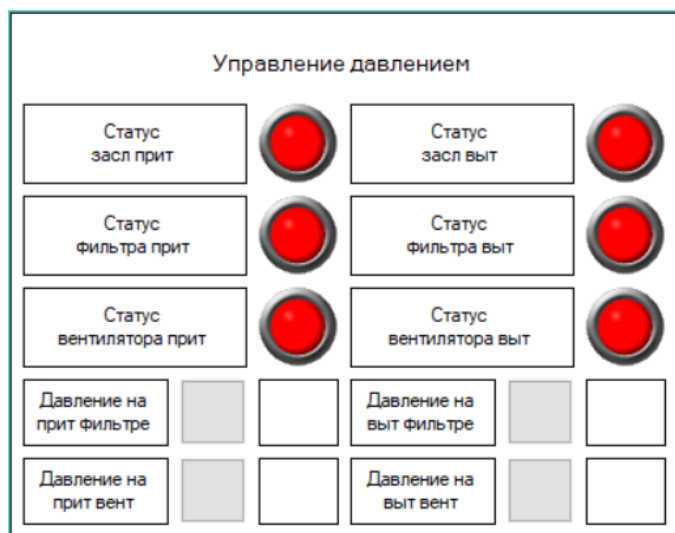 Управление давлением
Статус
засл прит
Статус
засл выт
Статус
фильтра прит
Статус
фильтра выт
Статус
вентилятора прит
Статус
вентилятора выт
Давление на
прит фильтре
Давление на
выт фильтре
Давление на
прит вент
Давление на
выт вент